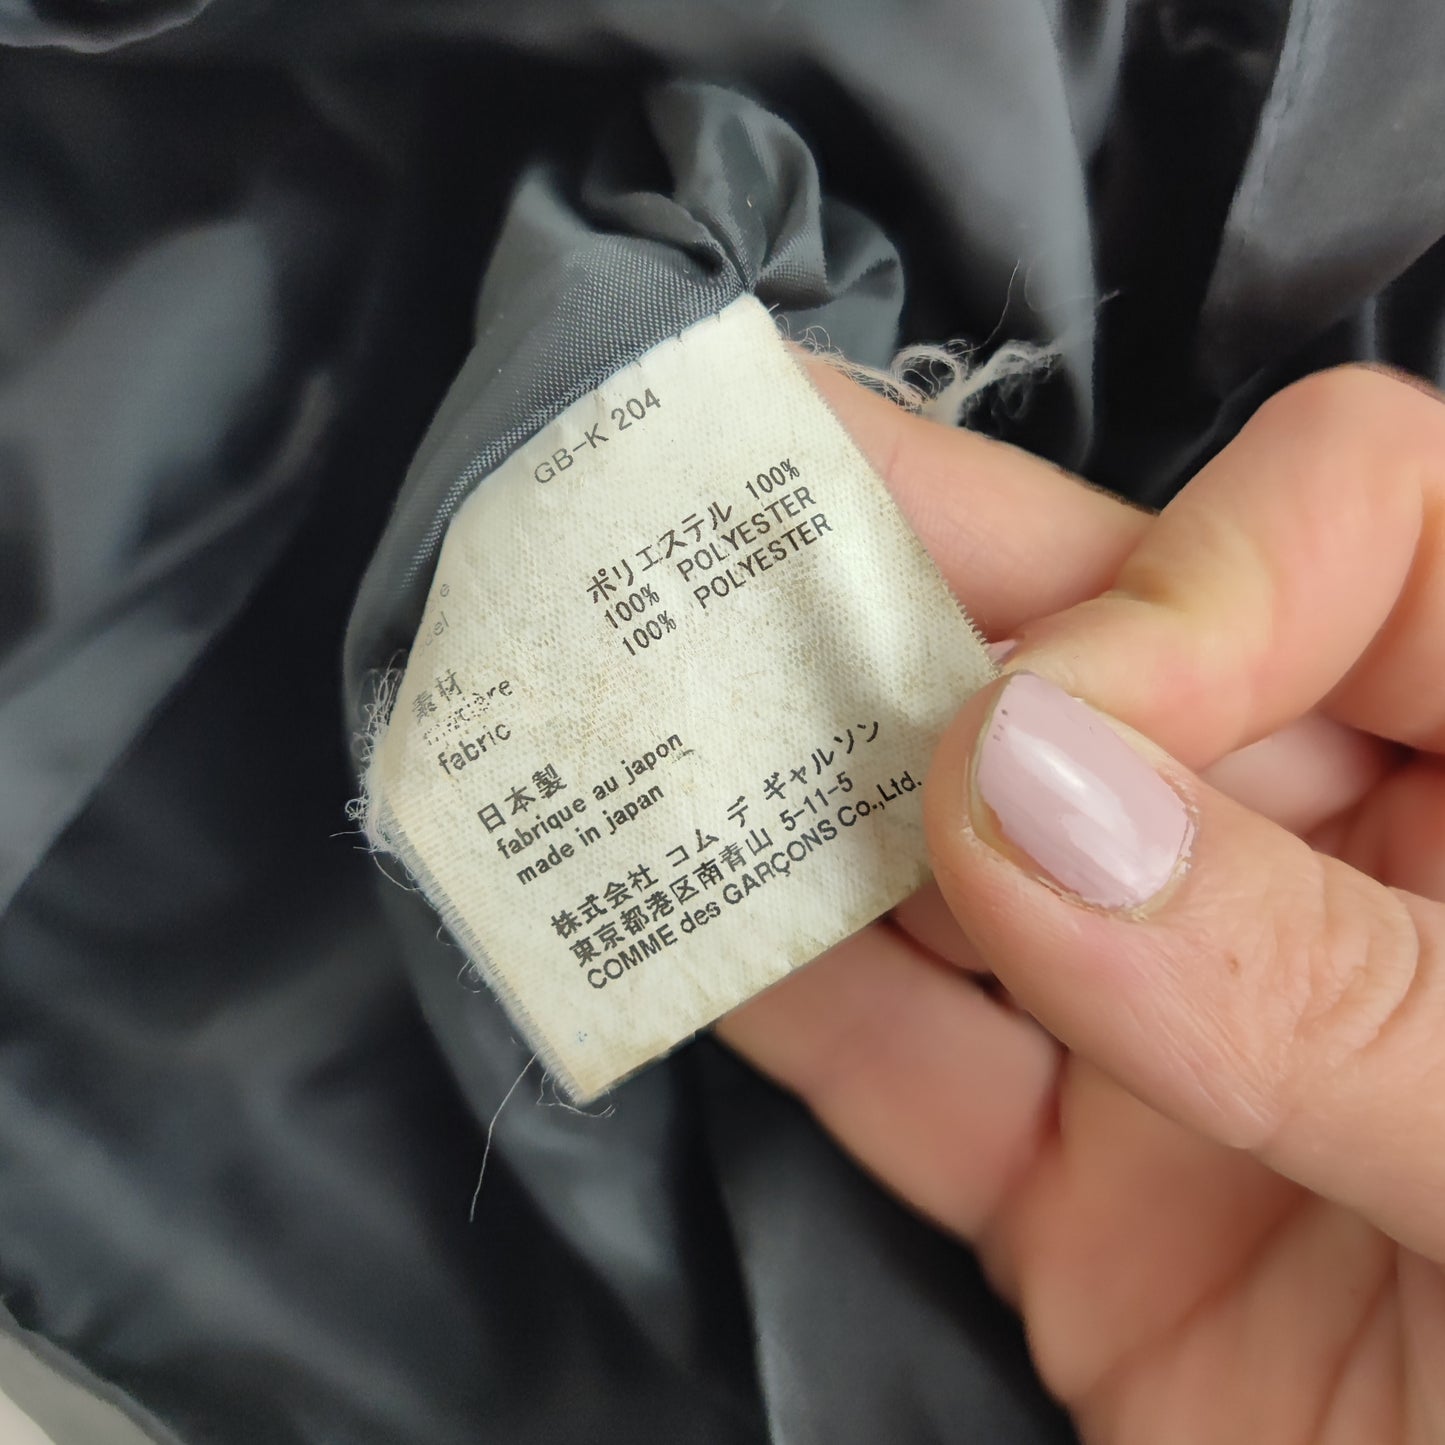 GB-K 204
ポリエステル 100%
100% POLYESTER
100% POLYESTER
素材
matière
fabric
日本製
fabrique au japon
made in japan
株式会社 コム デ ギャルソン
東京都港区南青山 5-11-5
COMME des GARÇONS Co.,Ltd.